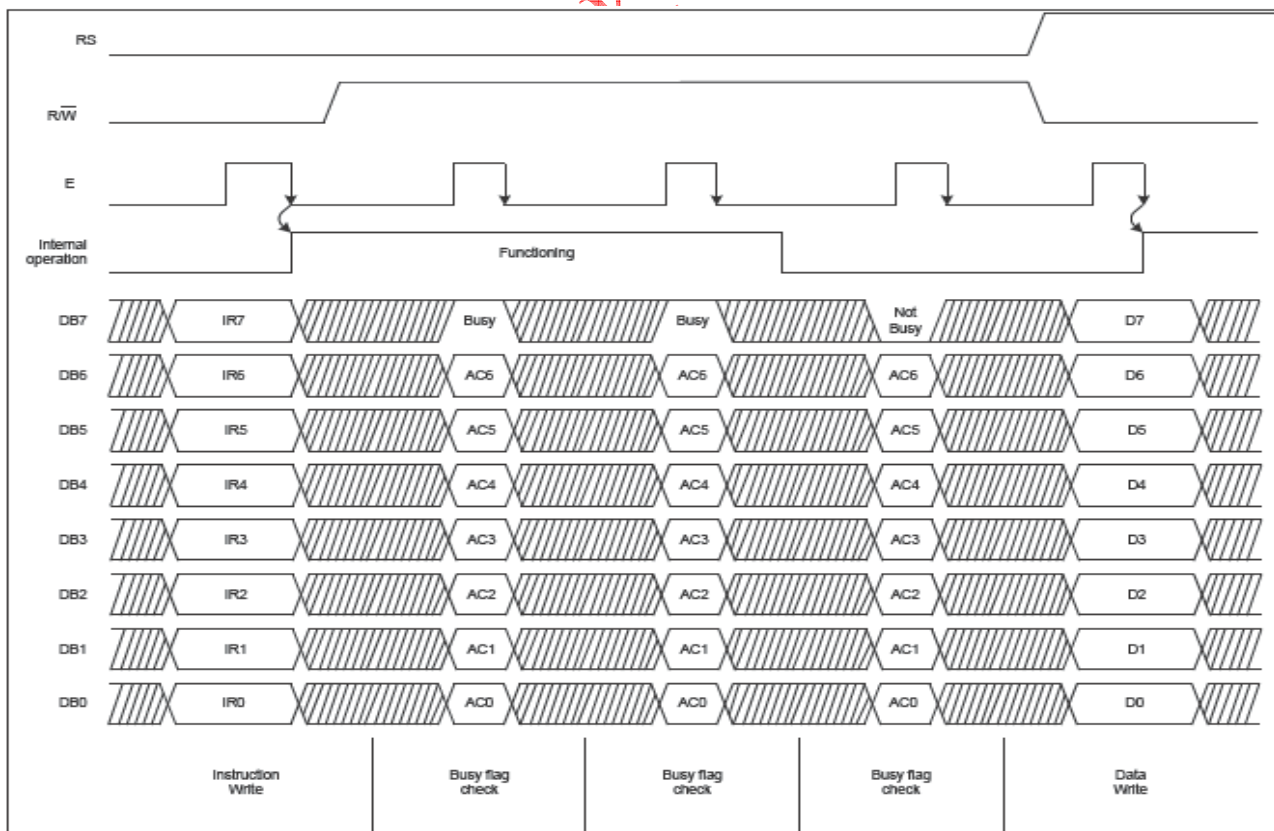 RS
R/W̅
E
Internal
operation
Functioning
DB7 IR7 Busy Busy Not Busy D7
DB6 IR6 AC6 AC6 AC6 D6
DB5 IR5 AC5 AC5 AC5 D5
DB4 IR4 AC4 AC4 AC4 D4
DB3 IR3 AC3 AC3 AC3 D3
DB2 IR2 AC2 AC2 AC2 D2
DB1 IR1 AC1 AC1 AC1 D1
DB0 IR0 AC0 AC0 AC0 D0
Instruction Write
Busy flag check
Busy flag check
Busy flag check
Data Write